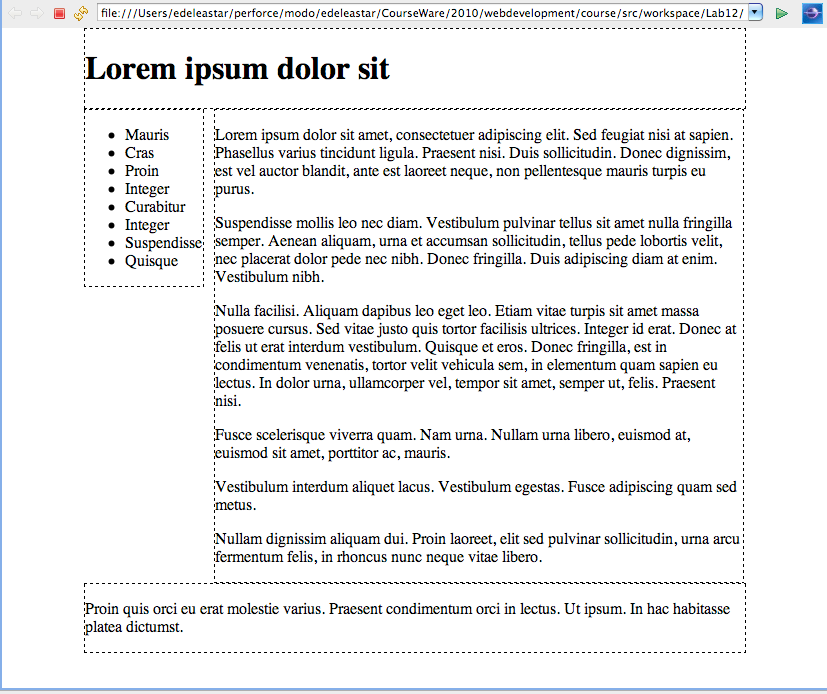 file:///Users/edeleastar/perforce/modo/edeleastar/CourseWare/2010/webdevelopment/course/src/workspace/Lab12/
Lorem ipsum dolor sit
Mauris
Cras
Proin
Integer
Curabitur
Integer
Suspendisse
Quisque
Lorem ipsum dolor sit amet, consectetuer adipiscing elit. Sed feugiat nisi at sapien.
Phasellus varius tincidunt ligula. Praesent nisi. Duis sollicitudin. Donec dignissim,
est vel auctor blandit, ante est laoreet neque, non pellentesque mauris turpis eu
purus.
Suspendisse mollis leo nec diam. Vestibulum pulvinar tellus sit amet nulla fringilla
semper. Aenean aliquam, urna et accumsan sollicitudin, tellus pede lobortis velit,
nec placerat dolor pede nec nibh. Donec fringilla. Duis adipiscing diam at enim.
Vestibulum nibh.
Nulla facilisi. Aliquam dapibus leo eget leo. Etiam vitae turpis sit amet massa
posuere cursus. Sed vitae justo quis tortor facilisis ultrices. Integer id erat. Donec at
felis ut erat interdum vestibulum. Quisque et eros. Donec fringilla, est in
condimentum venenatis, tortor velit vehicula sem, in elementum quam sapien eu
lectus. In dolor urna, ullamcorper vel, tempor sit amet, semper ut, felis. Praesent
nisi.
Fusce scelerisque viverra quam. Nam urna. Nullam urna libero, euismod at,
euismod sit amet, porttitor ac, mauris.
Vestibulum interdum aliquet lacus. Vestibulum egestas. Fusce adipiscing quam sed
metus.
Nullam dignissim aliquam dui. Proin laoreet, elit sed pulvinar sollicitudin, urna arcu
fermentum felis, in rhoncus nunc neque vitae libero.
Proin quis orci eu erat molestie varius. Praesent condimentum orci in lectus. Ut ipsum. In hac habitasse
platea dictumst.